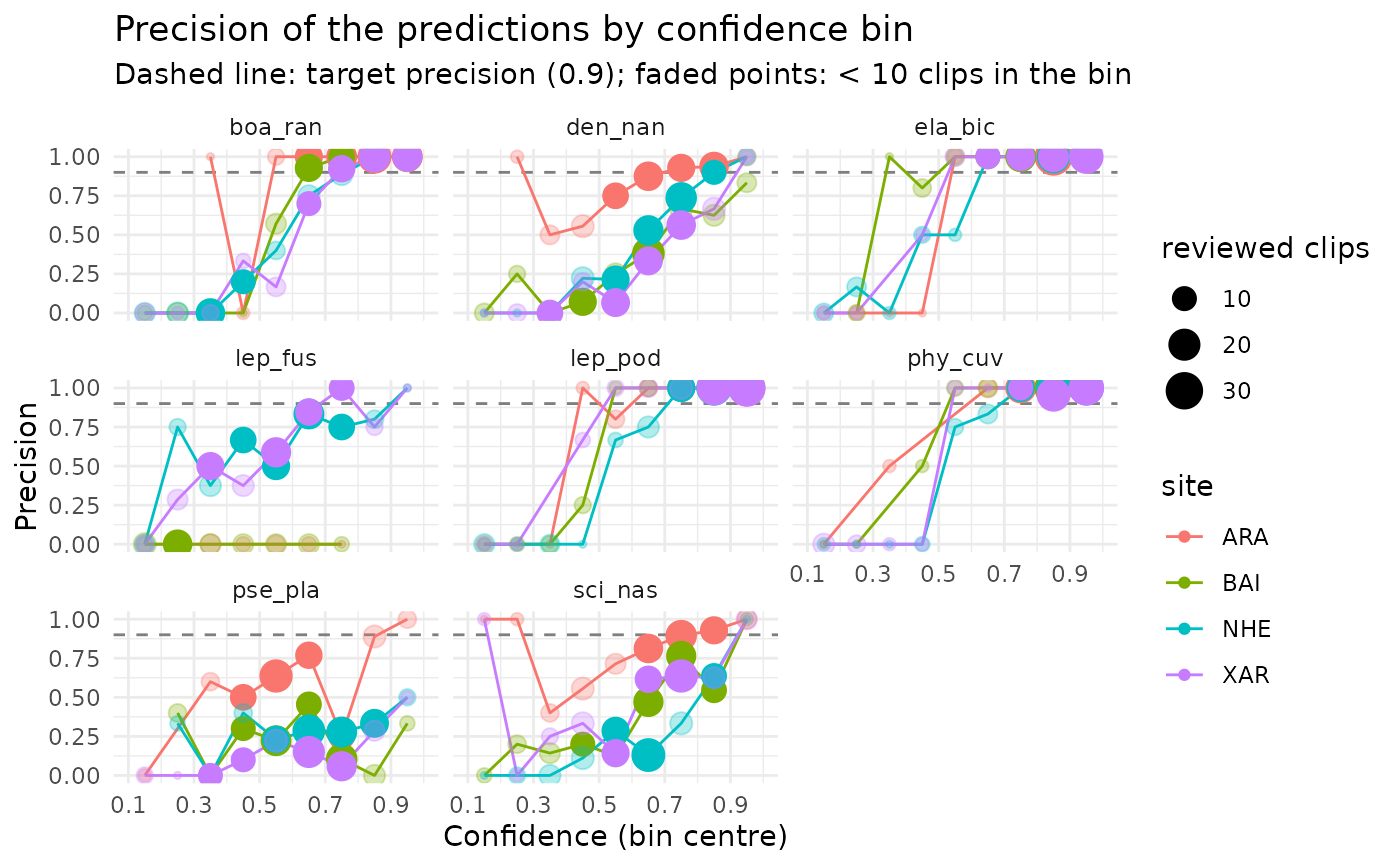 Precision of the predictions by confidence bin
Dashed line: target precision (0.9); faded points: < 10 clips in the bin
boa_ran
den_nan
ela_bic
1.00
0.75
0.50
0.25
0.00
lep_fus
lep_pod
phy_cuv
1.00
0.75
0.50
0.25
0.00
0.1 0.3 0.5 0.7 0.9
pse_pla
sci_nas
1.00
0.75
0.50
0.25
0.00
0.1 0.3 0.5 0.7 0.9
0.1 0.3 0.5 0.7 0.9
Precision
Confidence (bin centre)
reviewed clips
10
20
30
site
ARA
BAI
NHE
XAR